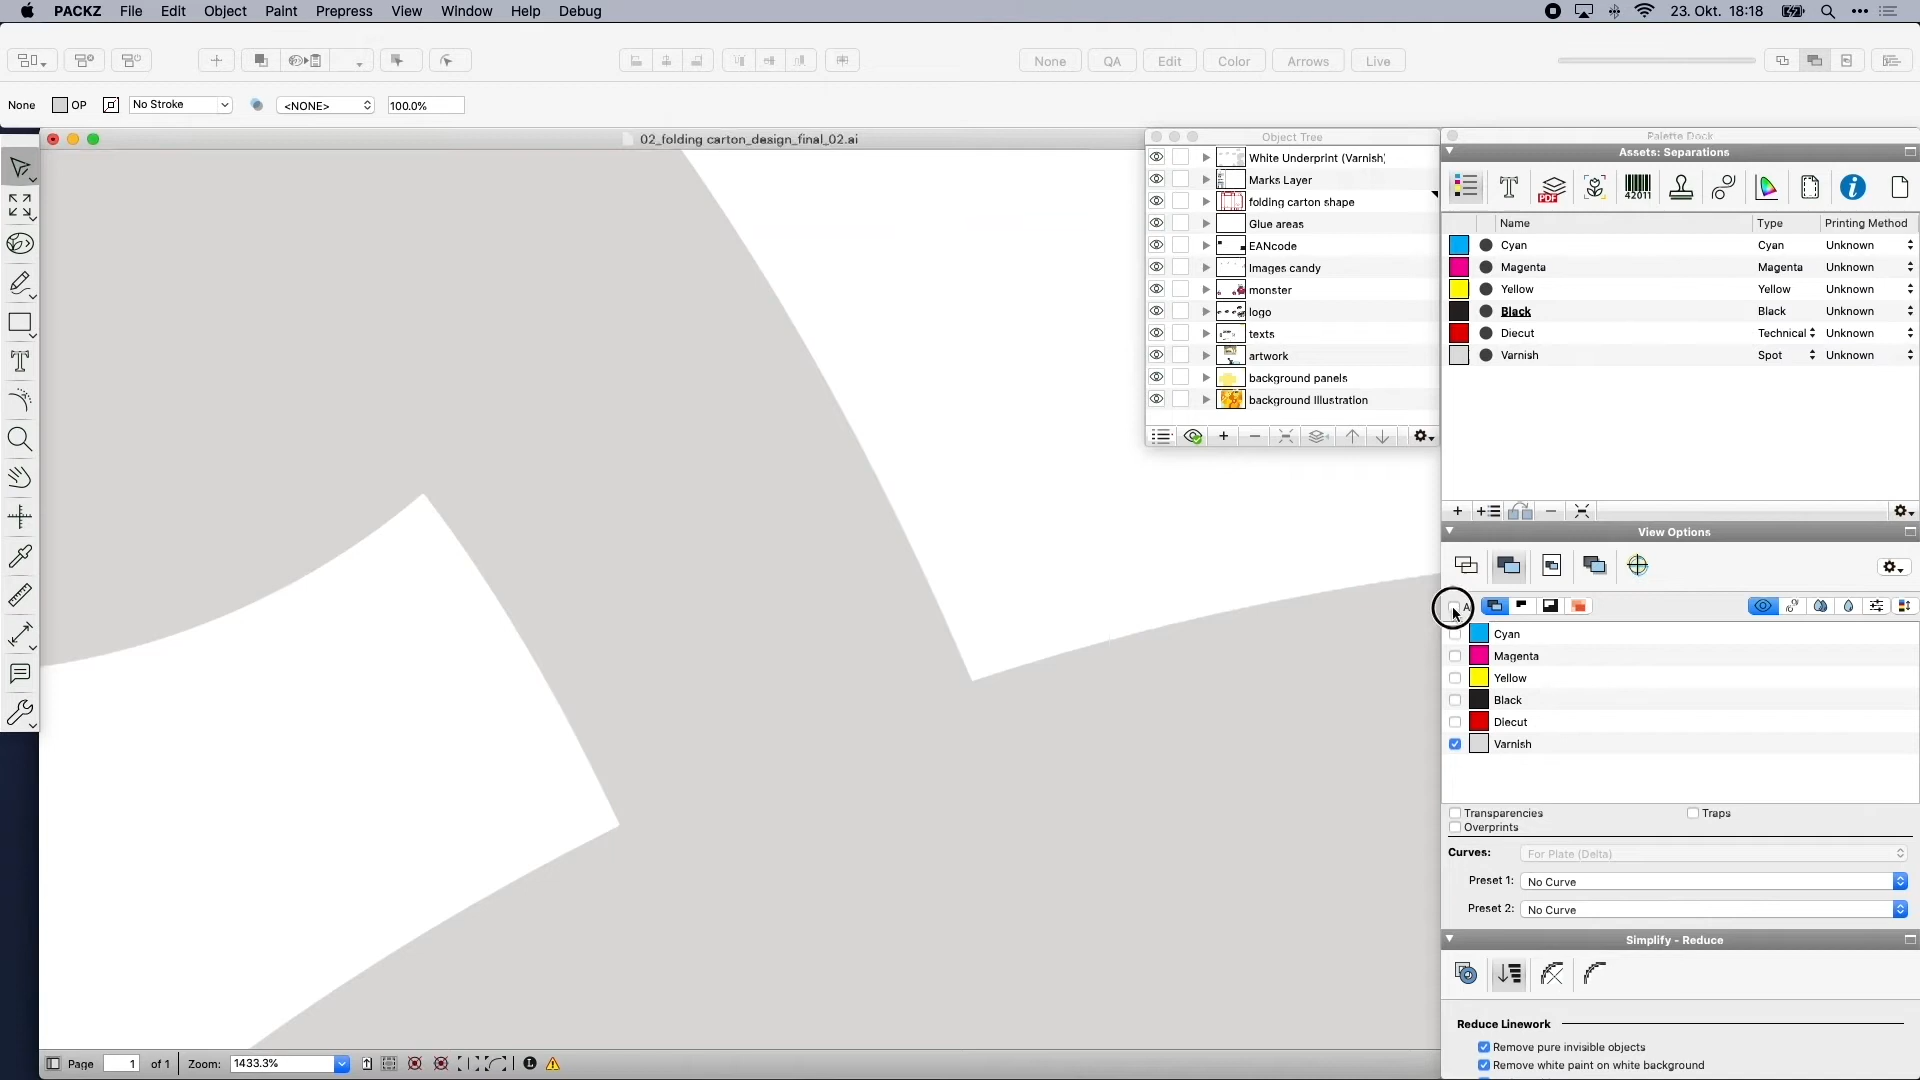 PACKZ File Edit Object Paint Prepress View Window Help Debug
23. Okt. 18:18
None QA Edit Color Arrows Live
None OP No Stroke <NONE> 100.0%
02_folding carton_design_final_02.ai
Object Tree
White Underprint (Varnish)
Marks Layer
folding carton shape
Glue areas
EANcode
Images candy
monster
logo
texts
artwork
background panels
background Illustration
Palette Dock
Assets: Separations
PDF
42011
Name Type Printing Method
Cyan Cyan Unknown
Magenta Magenta Unknown
Yellow Yellow Unknown
Black Black Unknown
Diecut Technical Unknown
Varnish Spot Unknown
View Options
Cyan
Magenta
Yellow
Black
Diecut
Varnish
Transparencies Traps
Overprints
Curves: For Plate (Delta)
Preset 1: No Curve
Preset 2: No Curve
Simplify - Reduce
Reduce Linework
Remove pure invisible objects
Remove white paint on white background
Page 1 of 1 Zoom: 1433.3%